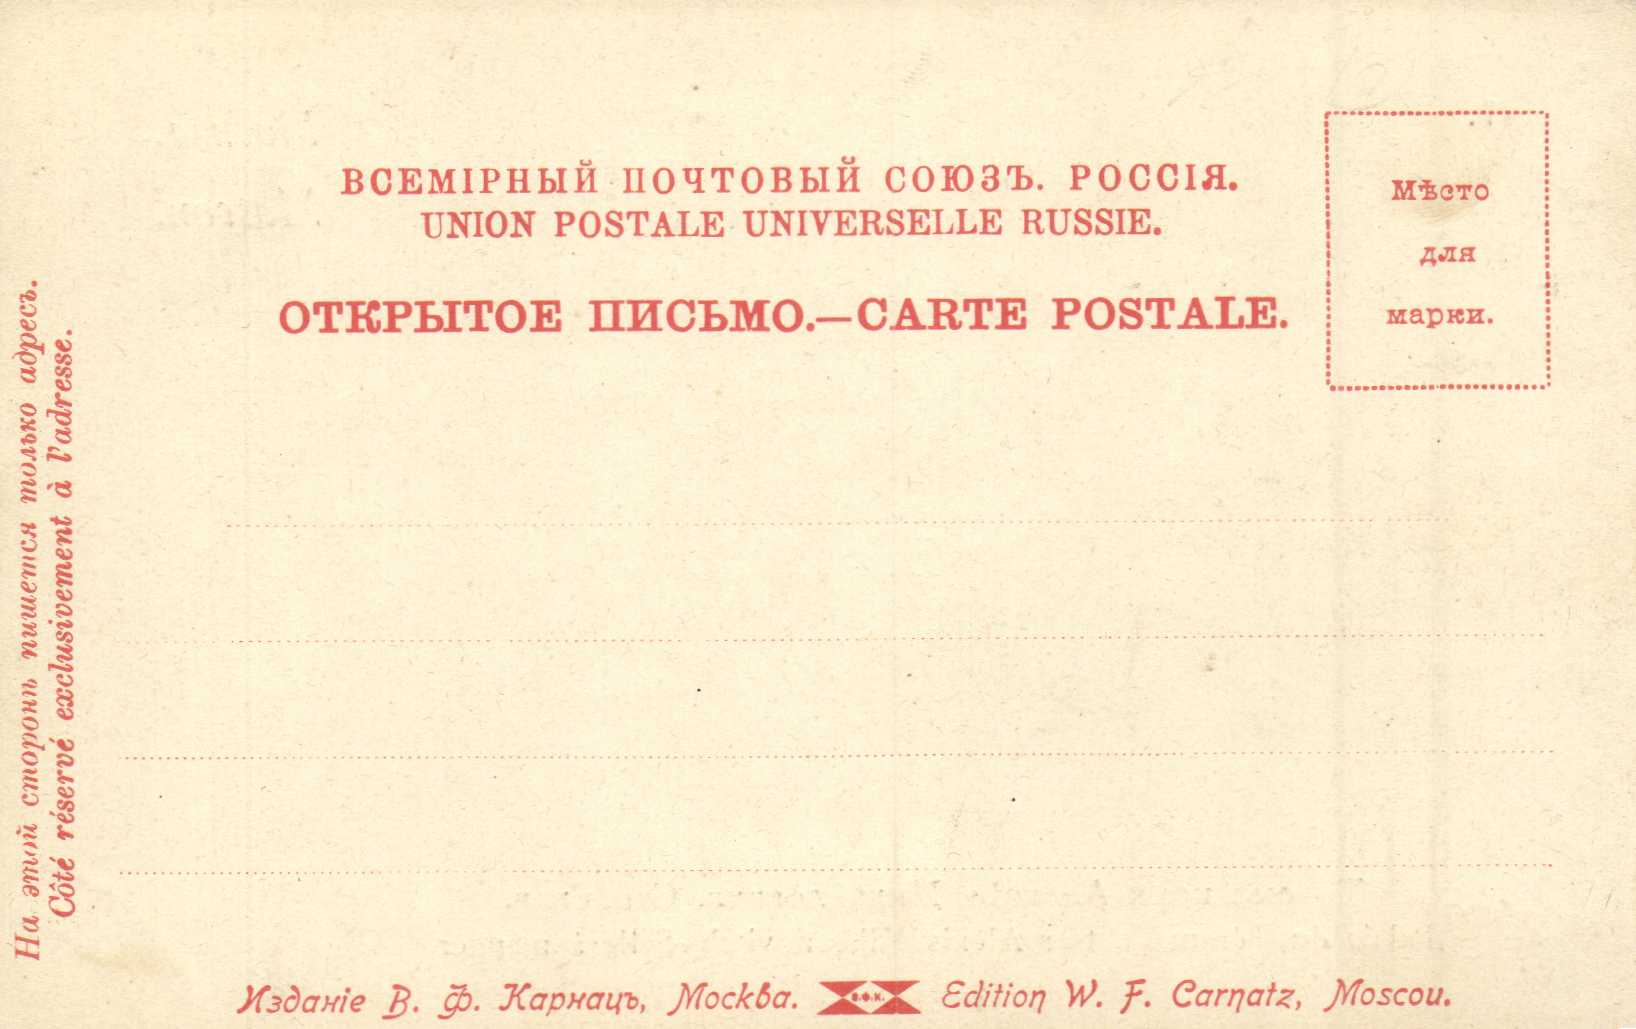 ВСЕМІРНЫЙ ПОЧТОВЫЙ СОЮЗЪ. РОССІЯ.
UNION POSTALE UNIVERSELLE RUSSIE.
ОТКРЫТОЕ ПИСЬМО.—CARTE POSTALE.
Мѣсто
для
марки.
На этой сторонѣ пишется только адресъ.
Côté réservé exclusivement à l'adresse.
Изданіе В. Ф. Карнацъ, Москва. В.Ф.К. Edition W. F. Carnatz, Moscou.